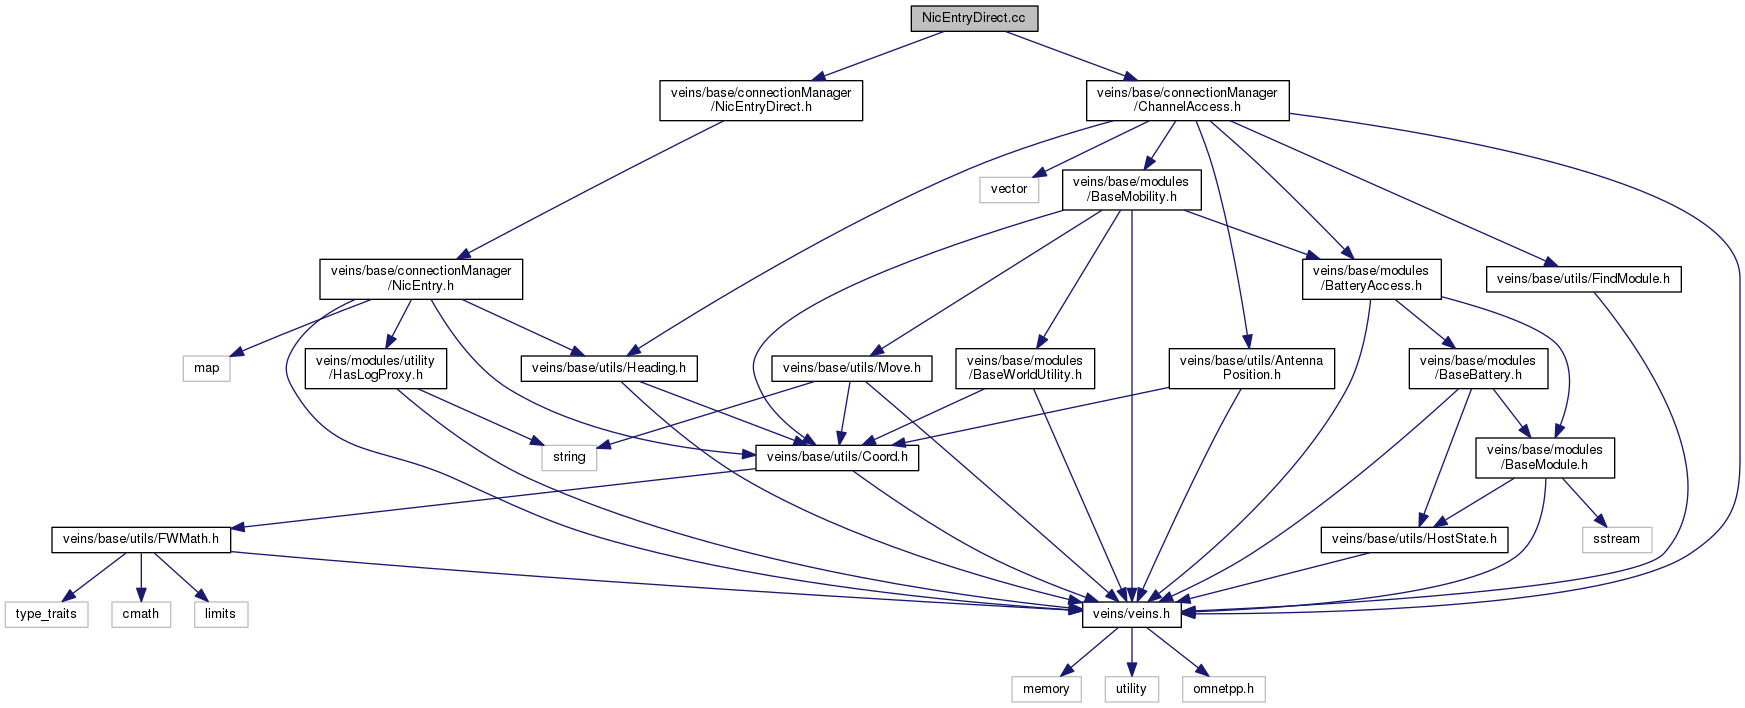 NicEntryDirect.cc
veins/base/connectionManager
/NicEntryDirect.h
veins/base/connectionManager
/ChannelAccess.h
vector
veins/base/modules
/BaseMobility.h
veins/base/connectionManager
/NicEntry.h
veins/base/modules
/BatteryAccess.h
veins/base/utils/FindModule.h
map
veins/modules/utility
/HasLogProxy.h
veins/base/utils/Heading.h
veins/base/utils/Move.h
veins/base/modules
/BaseWorldUtility.h
veins/base/utils/Antenna
Position.h
veins/base/modules
/BaseBattery.h
string
veins/base/utils/Coord.h
veins/base/modules
/BaseModule.h
veins/base/utils/FWMath.h
veins/base/utils/HostState.h
sstream
type_traits
cmath
limits
veins/veins.h
memory
utility
omnetpp.h